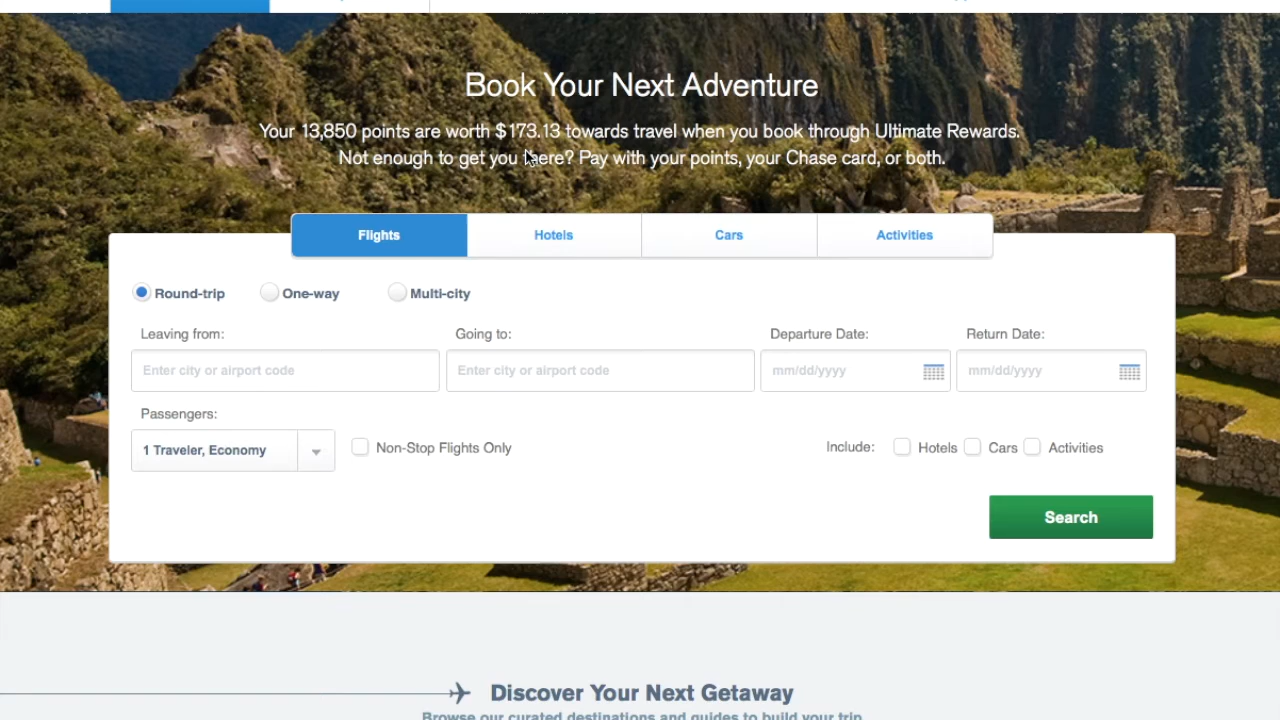 Book Your Next Adventure
Your 13,850 points are worth $173.13 towards travel when you book through Ultimate Rewards.
Not enough to get you there? Pay with your points, your Chase card, or both.
Flights Hotels Cars Activities
Round-trip One-way Multi-city
Leaving from: Going to: Departure Date: Return Date:
Enter city or airport code Enter city or airport code mm/dd/yyyy mm/dd/yyyy
Passengers:
1 Traveler, Economy Non-Stop Flights Only Include: Hotels Cars Activities
Search
Discover Your Next Getaway
Browse our curated destinations and guides to build your trip